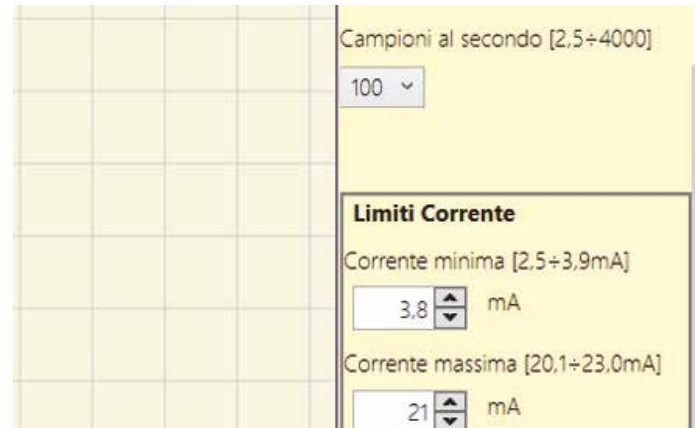 Campioni al secondo [2,5÷4000]
100
Limiti Corrente
Corrente minima [2,5÷3,9mA]
3,8 mA
Corrente massima [20,1÷23,0mA]
21 mA